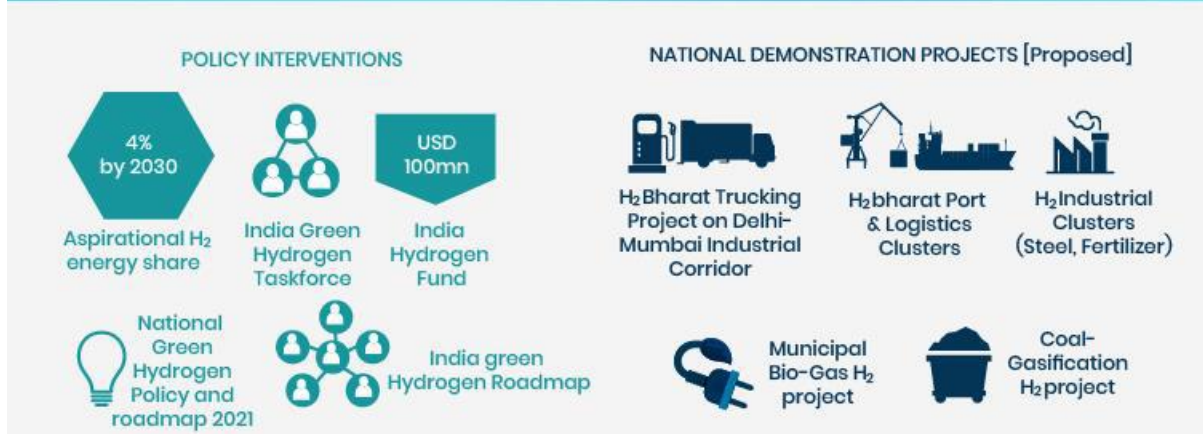 POLICY INTERVENTIONS
4%
by 2030
Aspirational H₂
energy share
India Green
Hydrogen
Taskforce
USD
100mn
India
Hydrogen
Fund
National
Green
Hydrogen
Policy and
roadmap 2021
India green
Hydrogen Roadmap
NATIONAL DEMONSTRATION PROJECTS [Proposed]
H₂ Bharat Trucking
Project on Delhi-
Mumbai Industrial
Corridor
H₂ bharat Port
& Logistics
Clusters
H₂ Industrial
Clusters
(Steel, Fertilizer)
Municipal
Bio-Gas H₂
project
Coal-
Gasification
H₂ project